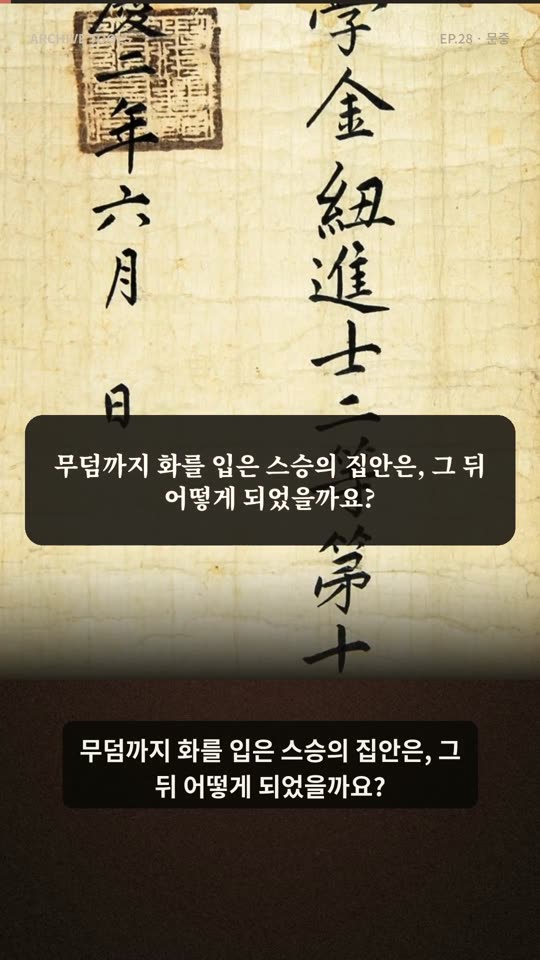 EP.28 · 문중
學金紐進士二等第十
三年六月 日
무덤까지 화를 입은 스승의 집안은, 그 뒤
어떻게 되었을까요?
무덤까지 화를 입은 스승의 집안은, 그
뒤 어떻게 되었을까요?